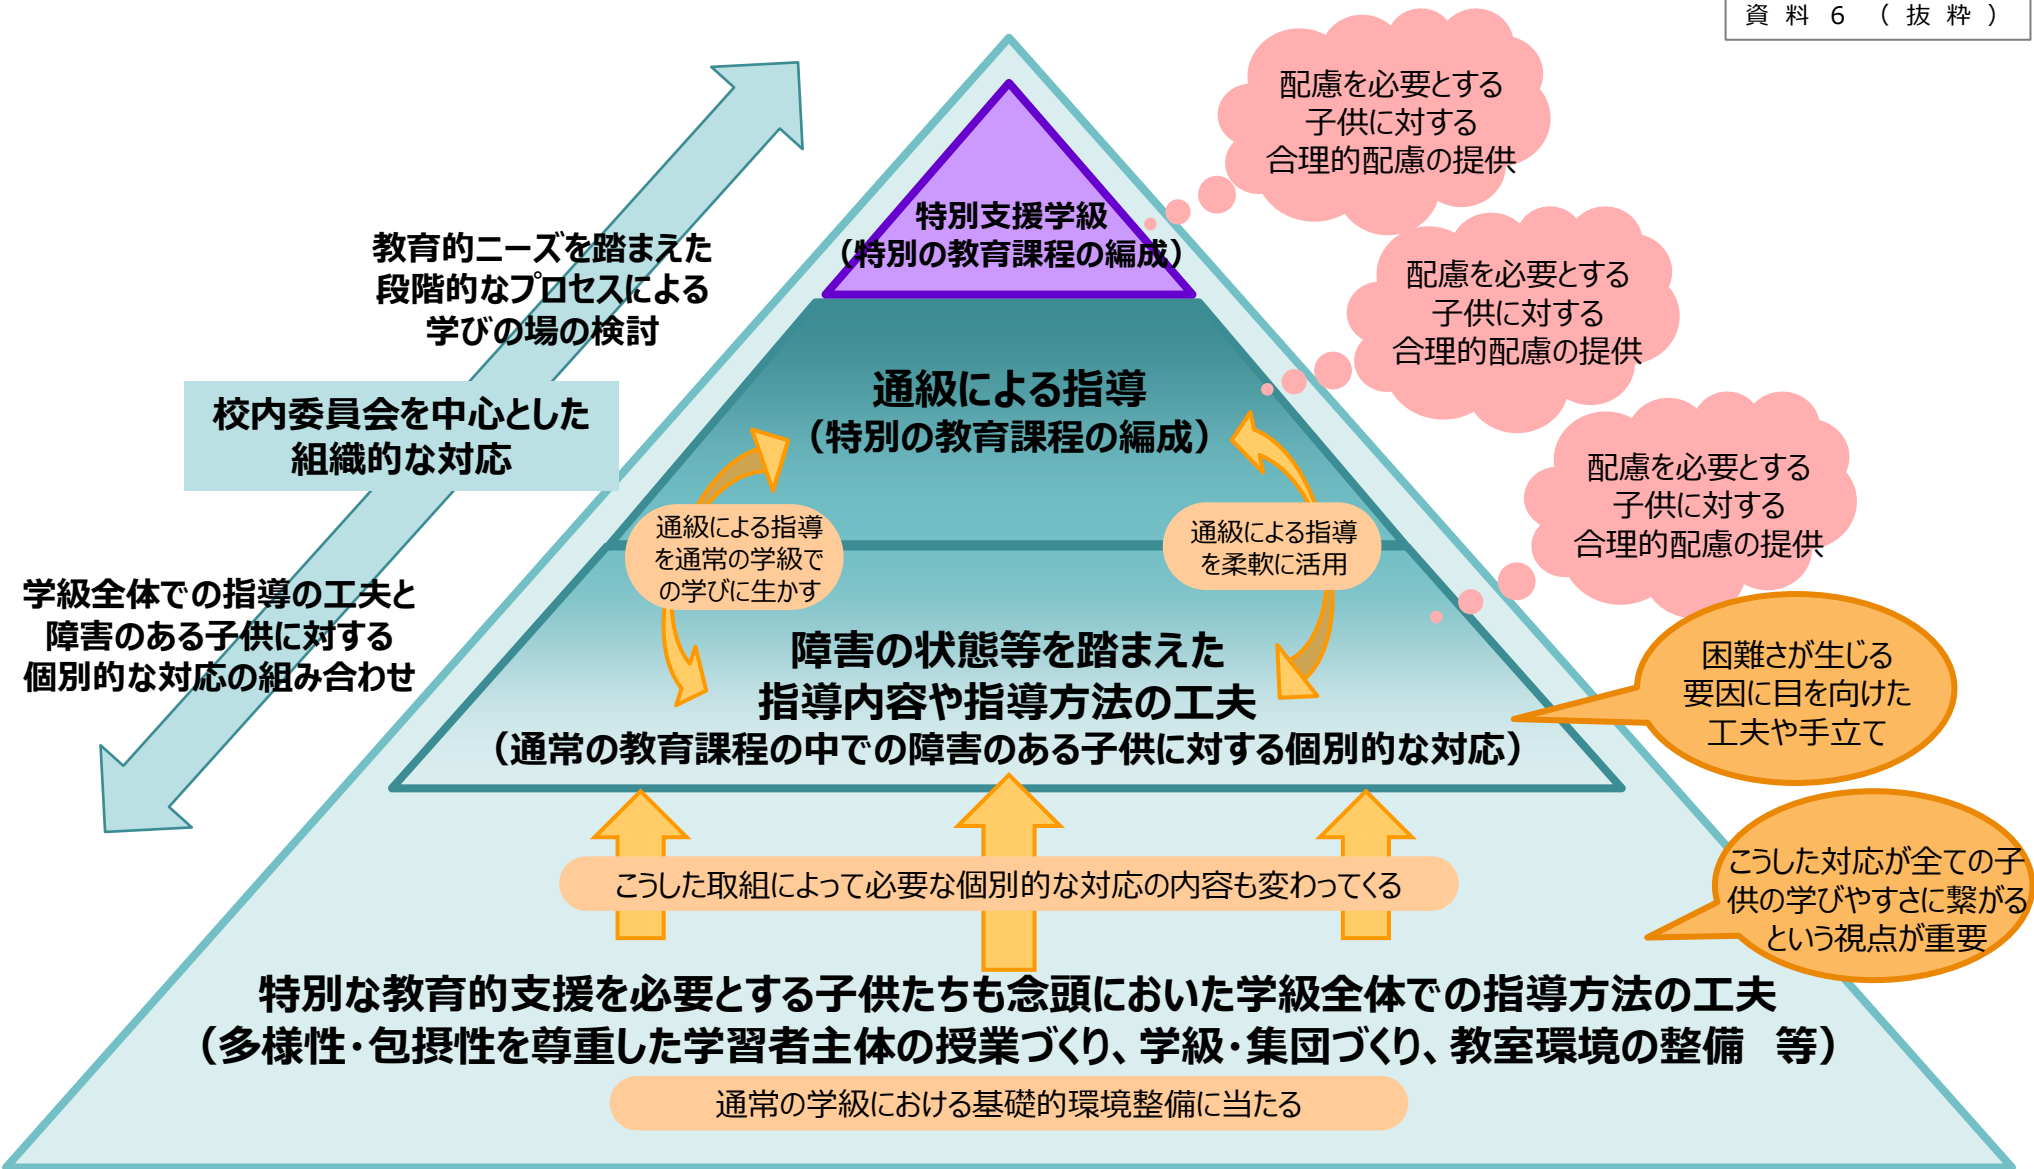 資料6（抜粋）
配慮を必要とする
子供に対する
合理的配慮の提供
特別支援学級
（特別の教育課程の編成）
教育的ニーズを踏まえた
段階的なプロセスによる
学びの場の検討
配慮を必要とする
子供に対する
合理的配慮の提供
校内委員会を中心とした
組織的な対応
通級による指導
（特別の教育課程の編成）
配慮を必要とする
子供に対する
合理的配慮の提供
通級による指導
を通常の学級で
の学びに生かす
通級による指導
を柔軟に活用
学級全体での指導の工夫と
障害のある子供に対する
個別的な対応の組み合わせ
障害の状態等を踏まえた
指導内容や指導方法の工夫
（通常の教育課程の中での障害のある子供に対する個別的な対応）
困難さが生じる
要因に目を向けた
工夫や手立て
こうした取組によって必要な個別的な対応の内容も変わってくる
こうした対応が全ての子
供の学びやすさに繋がる
という視点が重要
特別な教育的支援を必要とする子供たちも念頭においた学級全体での指導方法の工夫
（多様性・包摂性を尊重した学習者主体の授業づくり、学級・集団づくり、教室環境の整備　等）
通常の学級における基礎的環境整備に当たる